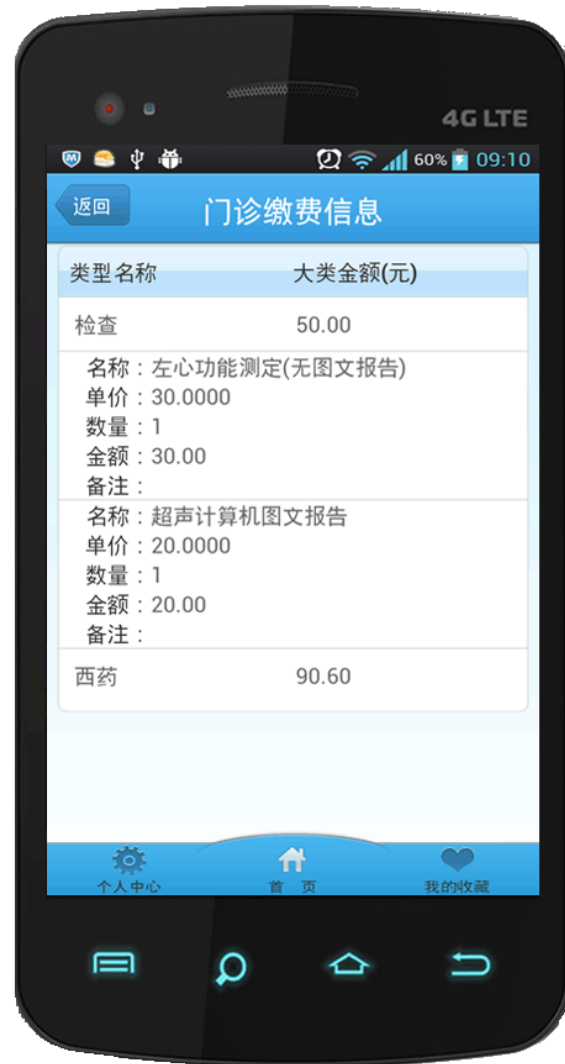 4G LTE
60% 09:10
返回 门诊缴费信息
类型名称 大类金额(元)
检查 50.00
名称：左心功能测定(无图文报告)
单价：30.0000
数量：1
金额：30.00
备注：
名称：超声计算机图文报告
单价：20.0000
数量：1
金额：20.00
备注：
西药 90.60
个人中心 首 页 我的收藏